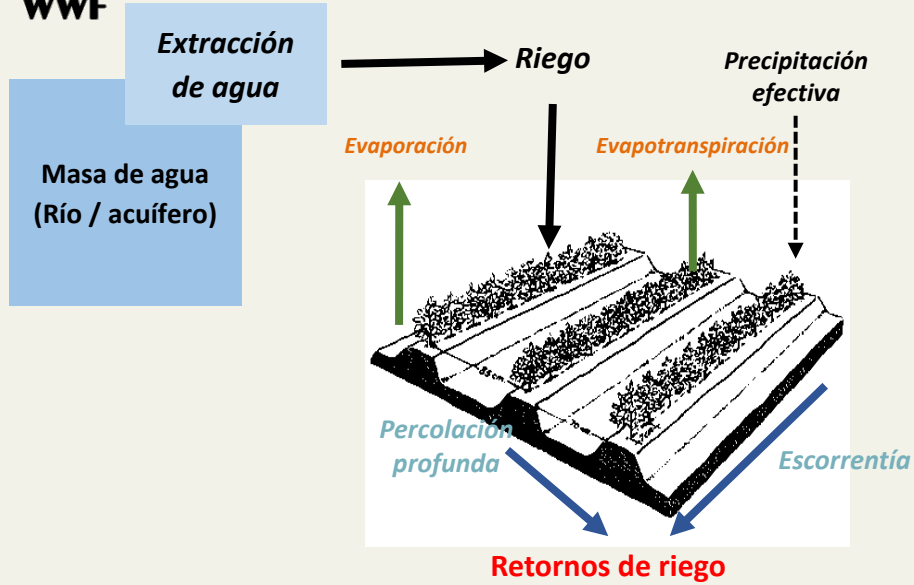 WWF
Extracción
de agua
Riego
Precipitación
efectiva
Masa de agua
(Río / acuífero)
Evaporación
Evapotranspiración
Percolación
profunda
Escorrentía
Retornos de riego